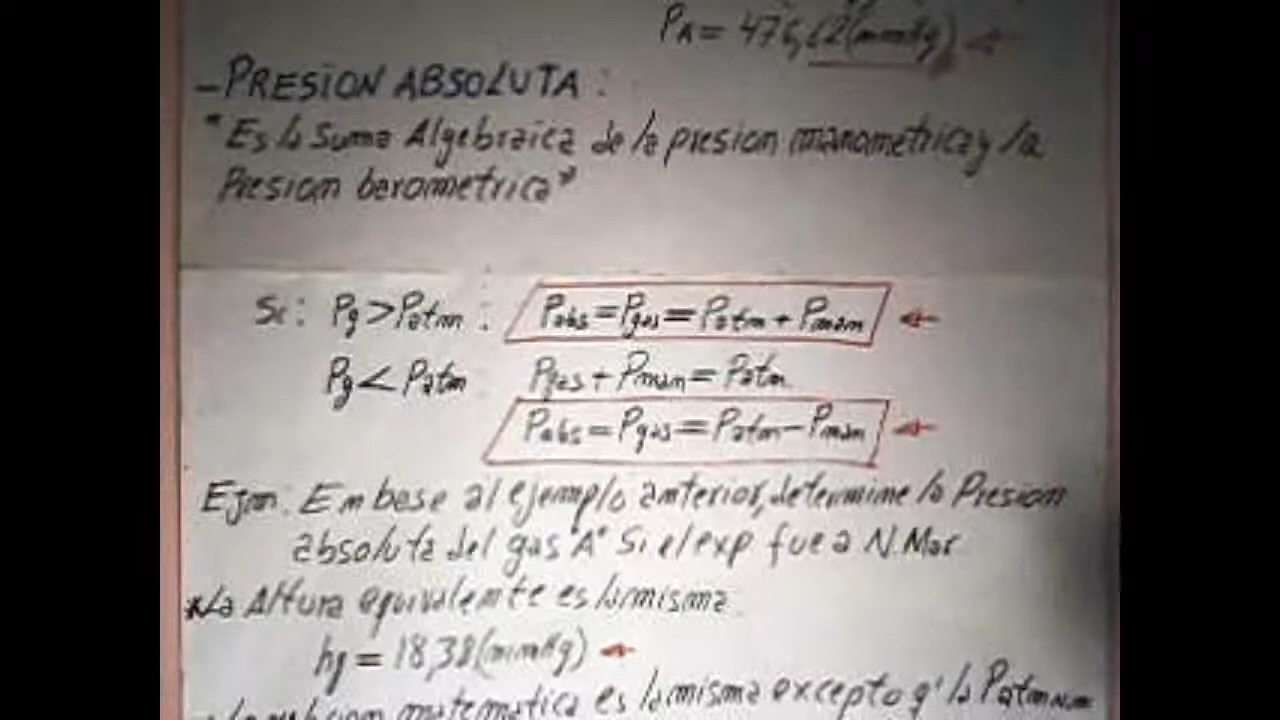 PA = 476,62 (mmHg)
- PRESION ABSOLUTA :
"Es la Suma Algebraica de la presion manometrica y la
Presion barometrica"
Si: Pg > Patm : Pabs = Pgas = Patm + Pman
Pg < Patm Pgas + Pman = Patm
Pabs = Pgas = Patm - Pman
Ejm. En base al ejemplo anterior, determine la Presion
absoluta del gas "A" Si el exp fue a N. Mar
* La Altura equivalente es la misma.
hg = 18,38 (mmHg)
matematica es la misma excepto q' la Patm